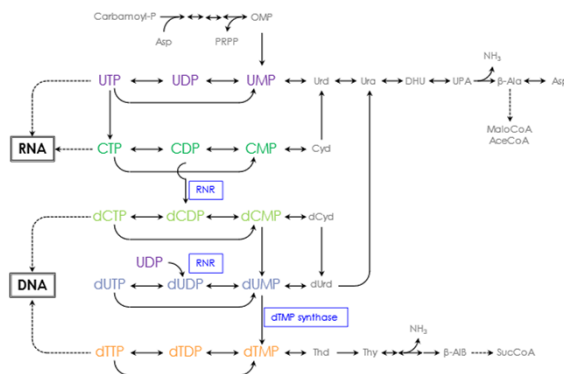 Carbamoyl-P OMP
Asp PRPP
NH3
UTP UDP UMP Urd Ura DHU UPA β-Ala Asp
MaloCoA
AceCoA
RNA CTP CDP CMP Cyd
RNR
dCTP dCDP dCMP dCyd
UDP RNR
DNA dUTP dUDP dUMP dUrd
dTMP synthase
NH3
dTTP dTDP dTMP Thd Thy β-AIB SucCoA